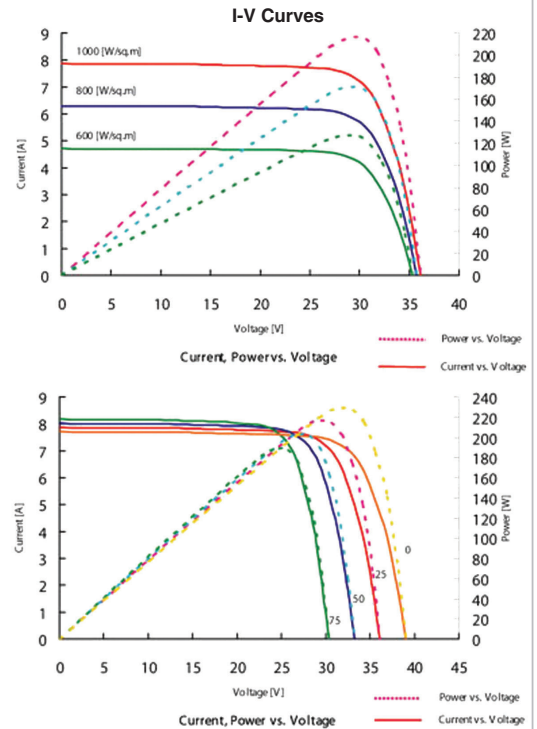 I-V Curves
9
8
7
6
5
4
3
2
1
0
Current [A]
1000 [W/sq.m]
800 [W/sq.m]
600 [W/sq.m]
220
200
180
160
140
120
100
80
60
40
20
0
Power [W]
0 5 10 15 20 25 30 35 40
Voltage [V]
Power vs. Voltage
Current, Power vs. Voltage
Current vs. Voltage
9
8
7
6
5
4
3
2
1
0
Current [A]
240
220
200
180
160
140
120
100
80
60
40
20
0
Power [W]
0
25
50
75
0 5 10 15 20 25 30 35 40 45
Voltage [V]
Power vs. Voltage
Current, Power vs. Voltage
Current vs. Voltage